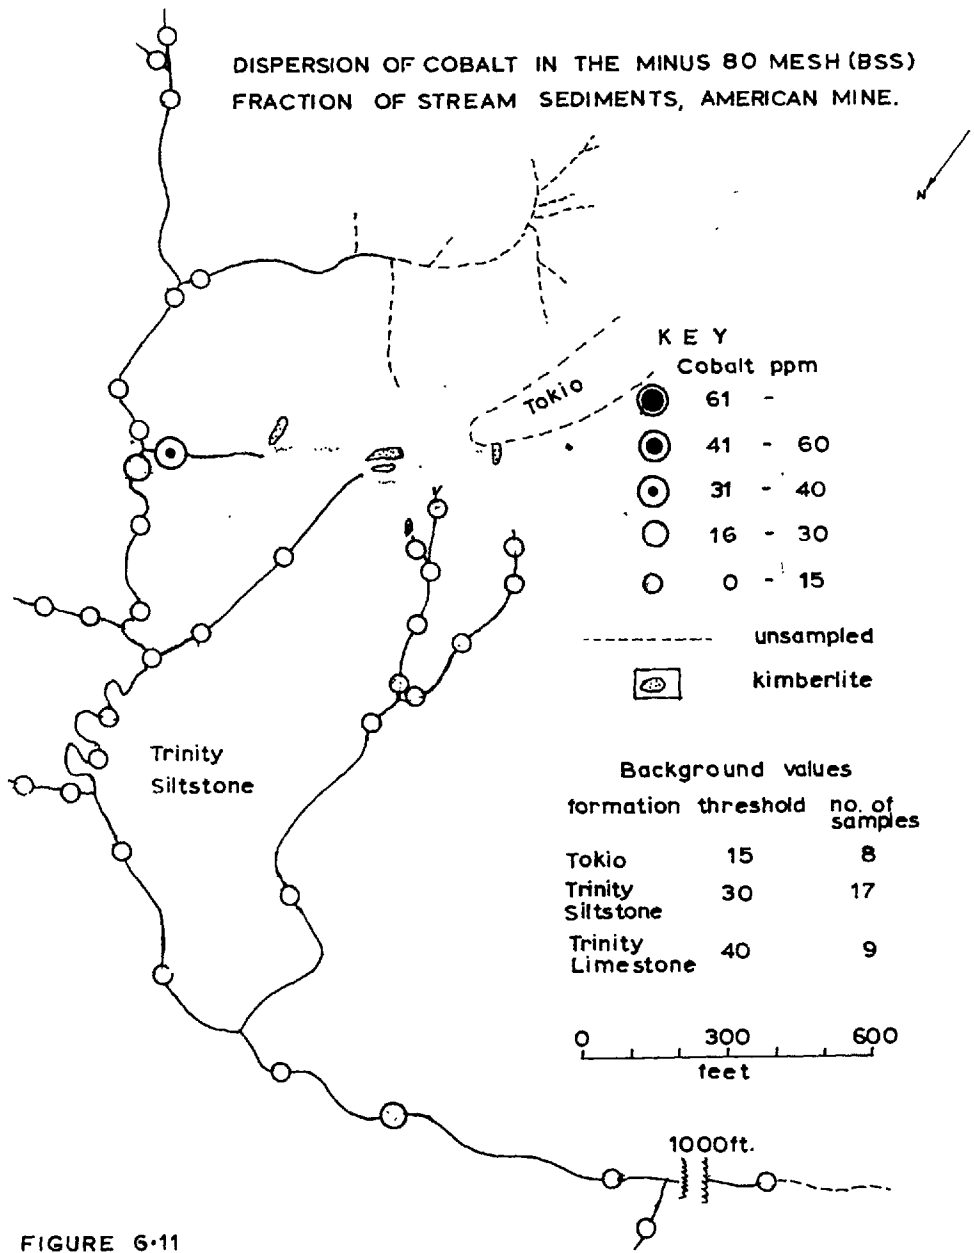 DISPERSION OF COBALT IN THE MINUS 80 MESH (BSS)
FRACTION OF STREAM SEDIMENTS, AMERICAN MINE.
N
KEY
Cobalt ppm
61 -
41 - 60
31 - 40
16 - 30
0 - 15
unsampled
kimberlite
Tokio
Trinity
Siltstone
Background values
formation threshold no. of
samples
Tokio 15 8
Trinity
Siltstone 30 17
Trinity
Limestone 40 9
0 300 600
feet
1000ft.
FIGURE 6·11